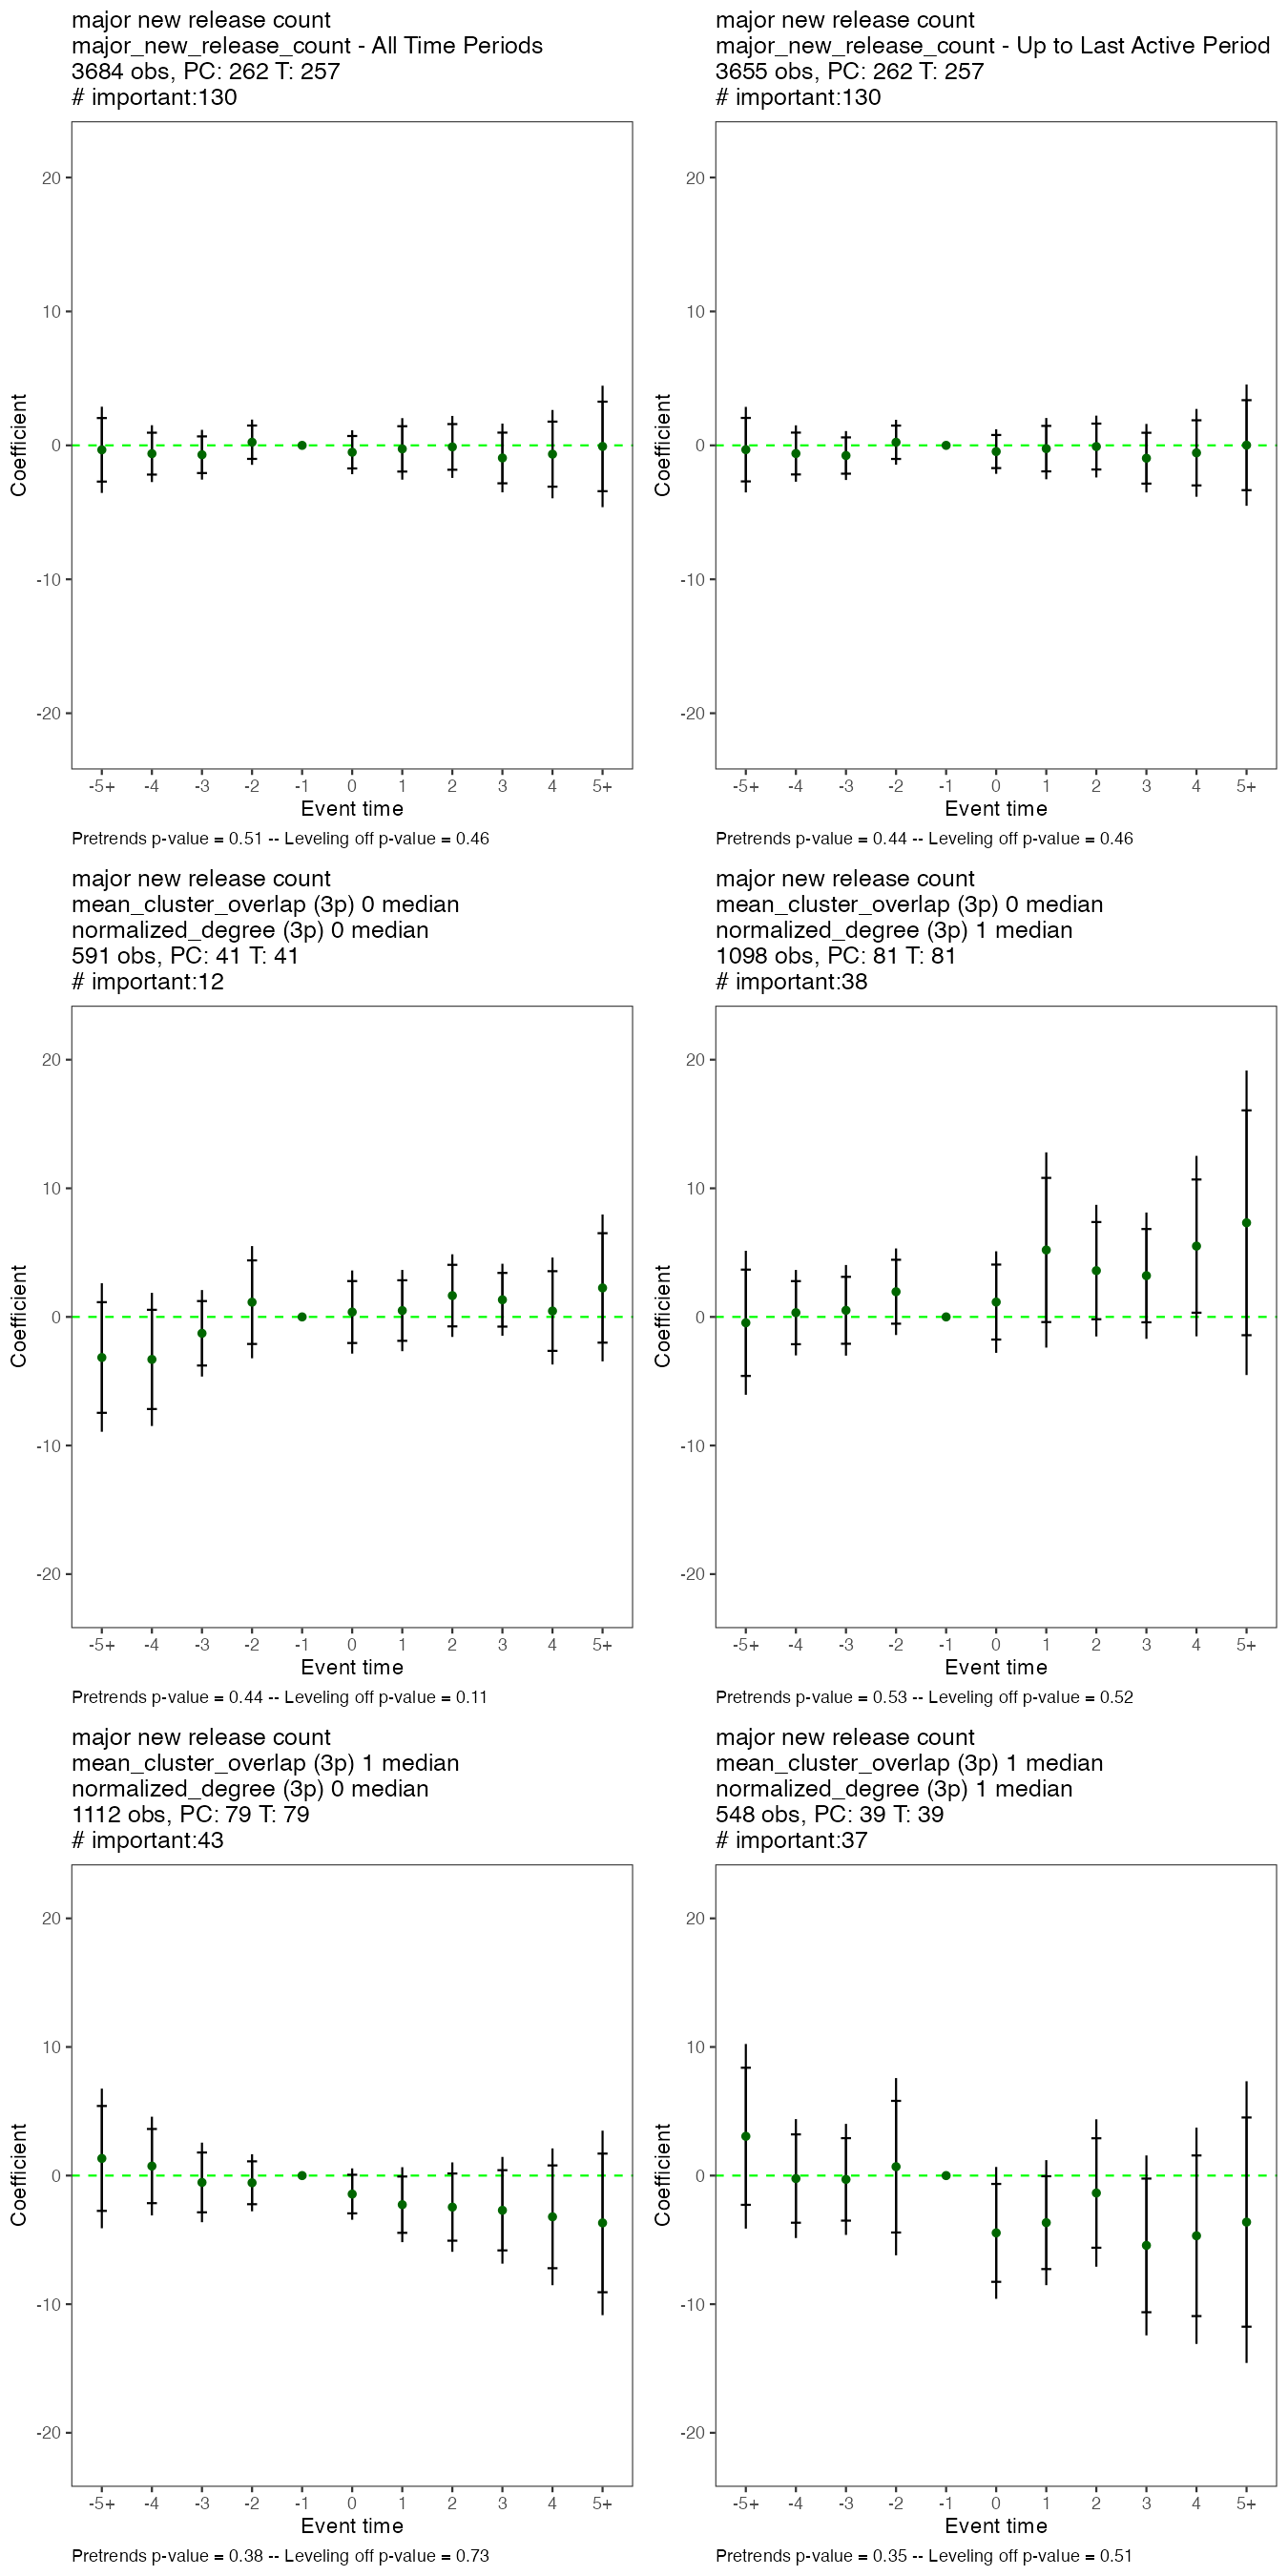 major new release count
major_new_release_count - All Time Periods
3684 obs, PC: 262 T: 257
# important:130
20
10
0
-10
-20
Coefficient
-5+ -4 -3 -2 -1 0 1 2 3 4 5+
Event time
Pretrends p-value = 0.51 -- Leveling off p-value = 0.46
major new release count
major_new_release_count - Up to Last Active Period
3655 obs, PC: 262 T: 257
# important:130
20
10
0
-10
-20
Coefficient
-5+ -4 -3 -2 -1 0 1 2 3 4 5+
Event time
Pretrends p-value = 0.44 -- Leveling off p-value = 0.46
major new release count
mean_cluster_overlap (3p) 0 median
normalized_degree (3p) 0 median
591 obs, PC: 41 T: 41
# important:12
20
10
0
-10
-20
Coefficient
-5+ -4 -3 -2 -1 0 1 2 3 4 5+
Event time
Pretrends p-value = 0.44 -- Leveling off p-value = 0.11
major new release count
mean_cluster_overlap (3p) 0 median
normalized_degree (3p) 1 median
1098 obs, PC: 81 T: 81
# important:38
20
10
0
-10
-20
Coefficient
-5+ -4 -3 -2 -1 0 1 2 3 4 5+
Event time
Pretrends p-value = 0.53 -- Leveling off p-value = 0.52
major new release count
mean_cluster_overlap (3p) 1 median
normalized_degree (3p) 0 median
1112 obs, PC: 79 T: 79
# important:43
20
10
0
-10
-20
Coefficient
-5+ -4 -3 -2 -1 0 1 2 3 4 5+
Event time
Pretrends p-value = 0.38 -- Leveling off p-value = 0.73
major new release count
mean_cluster_overlap (3p) 1 median
normalized_degree (3p) 1 median
548 obs, PC: 39 T: 39
# important:37
20
10
0
-10
-20
Coefficient
-5+ -4 -3 -2 -1 0 1 2 3 4 5+
Event time
Pretrends p-value = 0.35 -- Leveling off p-value = 0.51